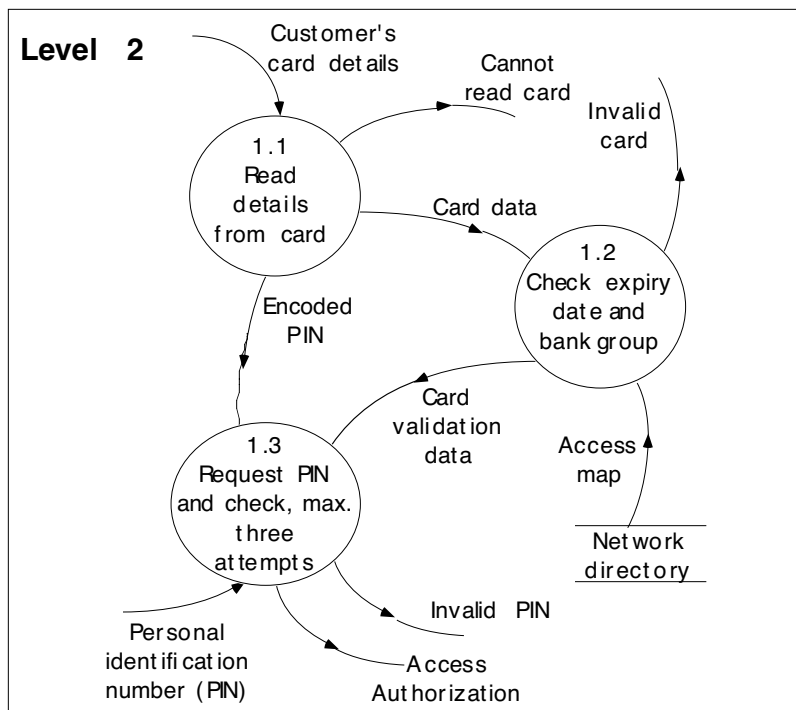 Level 2
Customer's
card details
Cannot
read card
Invalid
card
1.1
Read
details
from card
Card data
1.2
Check expiry
date and
bank group
Encoded
PIN
Card
validation
data
Access
map
1.3
Request PIN
and check, max.
three
attempts
Network
directory
Personal
identification
number (PIN)
Invalid PIN
Access
Authorization